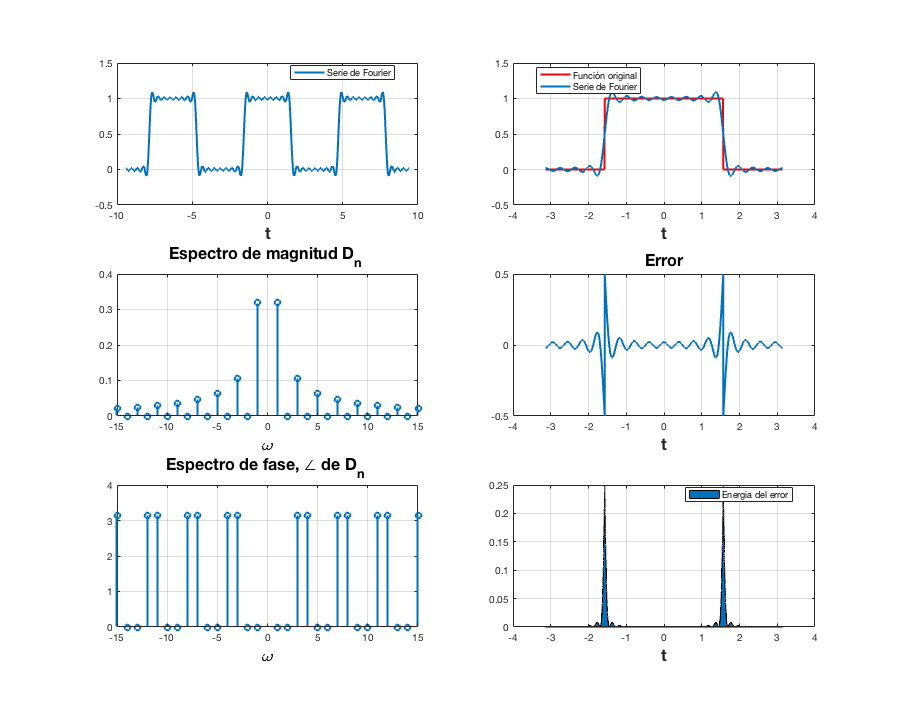 1.5
1
0.5
0
-0.5
-10 -5 0 5 10
t
Serie de Fourier
1.5
1
0.5
0
-0.5
-4 -3 -2 -1 0 1 2 3 4
t
Función original
Serie de Fourier
Espectro de magnitud Dn
0.4
0.3
0.2
0.1
0
-15 -10 -5 0 5 10 15
ω
Error
0.5
0
-0.5
-4 -3 -2 -1 0 1 2 3 4
t
Espectro de fase, ∠ de Dn
4
3
2
1
0
-15 -10 -5 0 5 10 15
ω
0.25
0.2
0.15
0.1
0.05
0
-4 -3 -2 -1 0 1 2 3 4
t
Energia del error